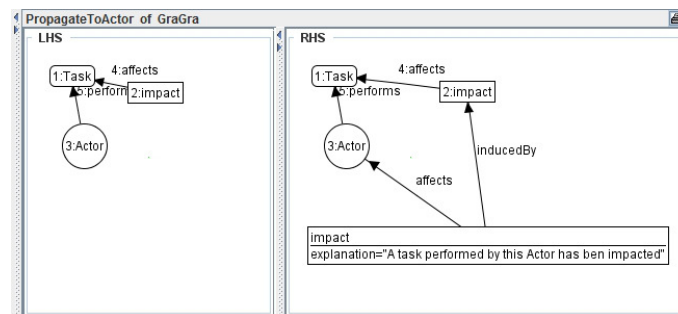 PropagateToActor of GraGra
LHS
1:Task
4:affects
5:perform
2:impact
3:Actor
RHS
1:Task
4:affects
5:performs
2:impact
3:Actor
inducedBy
affects
impact
explanation="A task performed by this Actor has ben impacted"